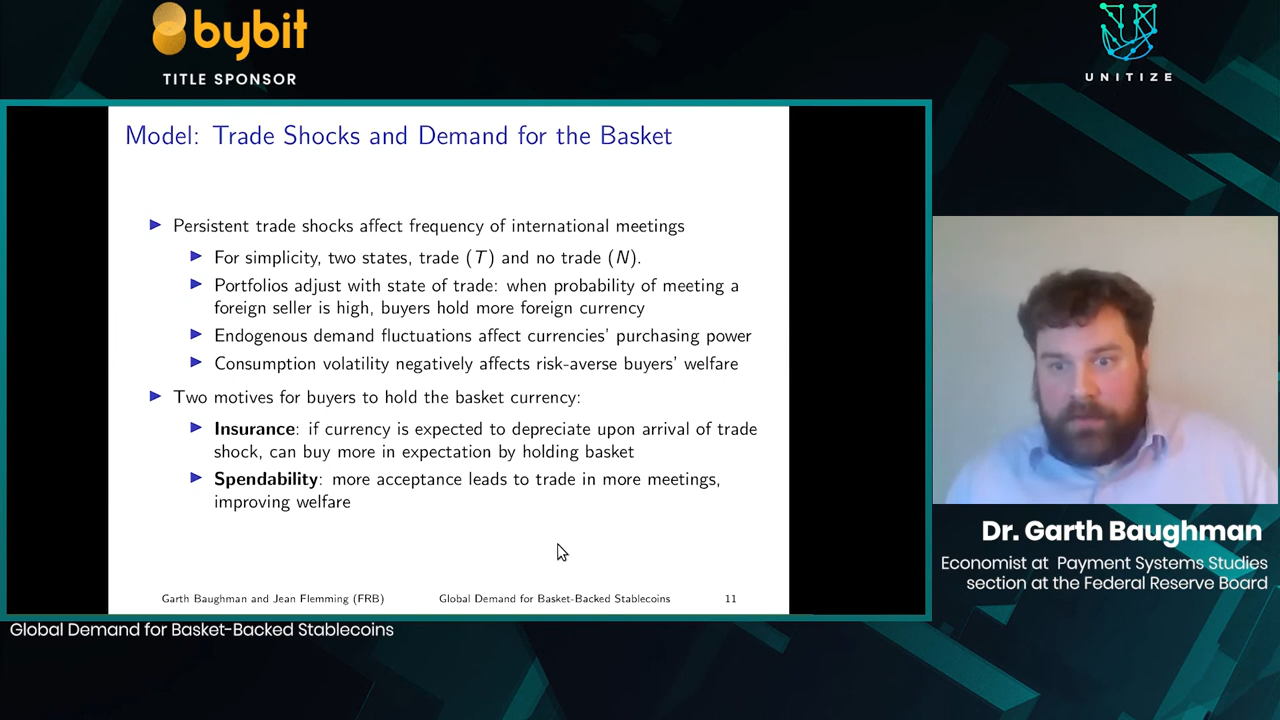 bybit
TITLE SPONSOR
UNITIZE
Model: Trade Shocks and Demand for the Basket
Persistent trade shocks affect frequency of international meetings
For simplicity, two states, trade (T) and no trade (N).
Portfolios adjust with state of trade: when probability of meeting a
foreign seller is high, buyers hold more foreign currency
Endogenous demand fluctuations affect currencies' purchasing power
Consumption volatility negatively affects risk-averse buyers' welfare
Two motives for buyers to hold the basket currency:
Insurance: if currency is expected to depreciate upon arrival of trade
shock, can buy more in expectation by holding basket
Spendability: more acceptance leads to trade in more meetings,
improving welfare
Garth Baughman and Jean Flemming (FRB) Global Demand for Basket-Backed Stablecoins 11
Dr. Garth Baughman
Economist at Payment Systems Studies
section at the Federal Reserve Board
Global Demand for Basket-Backed Stablecoins